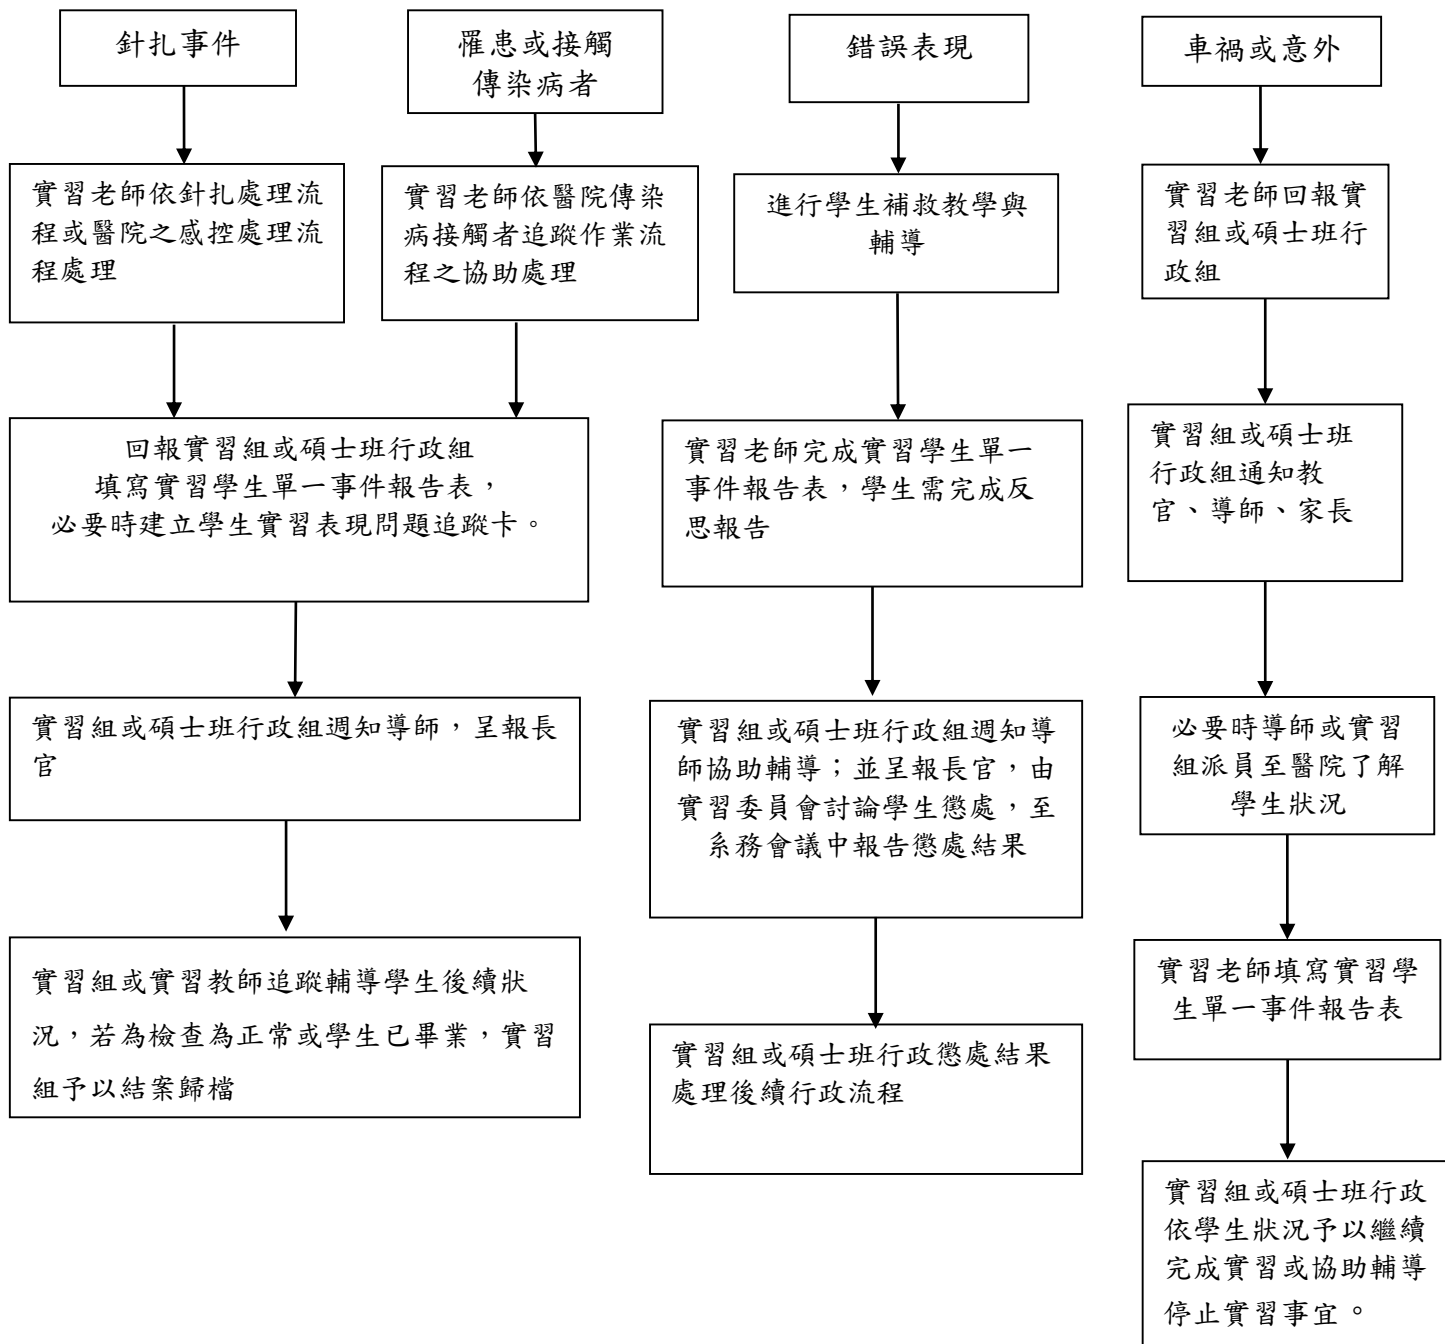 針扎事件
罹患或接觸
傳染病者
錯誤表現
車禍或意外
實習老師依針扎處理流
程或醫院之感控處理流
程處理
實習老師依醫院傳染
病接觸者追蹤作業流
程之協助處理
進行學生補救教學與
輔導
實習老師回報實
習組或碩士班行
政組
回報實習組或碩士班行政組
填寫實習學生單一事件報告表，
必要時建立學生實習表現問題追蹤卡。
實習老師完成實習學生單一
事件報告表，學生需完成反
思報告
實習組或碩士班
行政組通知教
官、導師、家長
實習組或碩士班行政組週知導師，呈報長
官
實習組或碩士班行政組週知導
師協助輔導；並呈報長官，由
實習委員會討論學生懲處，至
系務會議中報告懲處結果
必要時導師或實習
組派員至醫院了解
學生狀況
實習組或實習教師追蹤輔導學生後續狀
況，若為檢查為正常或學生已畢業，實習
組予以結案歸檔
實習組或碩士班行政懲處結果
處理後續行政流程
實習老師填寫實習學
生單一事件報告表
實習組或碩士班行政
依學生狀況予以繼續
完成實習或協助輔導
停止實習事宜。